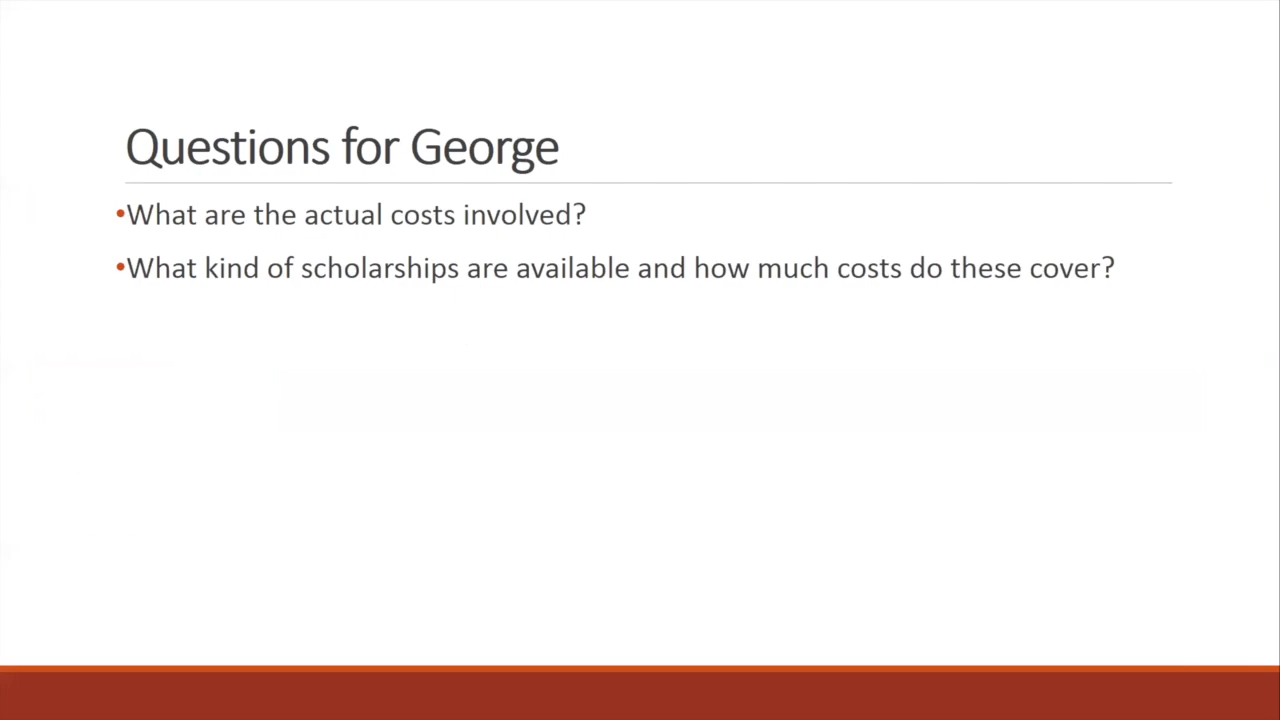 Questions for George
•What are the actual costs involved?
•What kind of scholarships are available and how much costs do these cover?